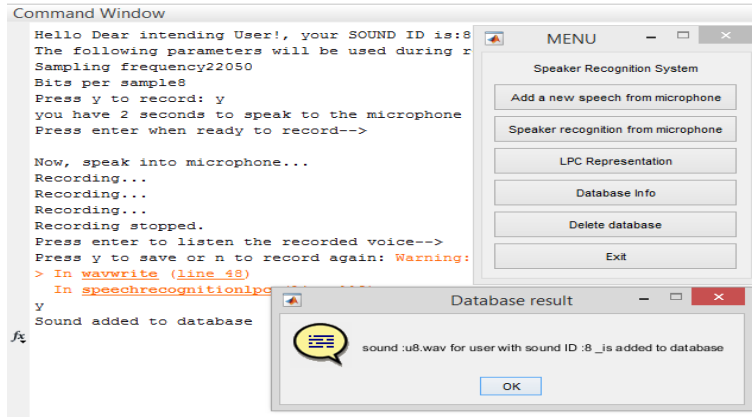 Command Window
Hello Dear intending User!, your SOUND ID is:8
The following parameters will be used during r
Sampling frequency22050
Bits per sample8
Press y to record: y
you have 2 seconds to speak to the microphone
Press enter when ready to record-->
Now, speak into microphone...
Recording...
Recording...
Recording...
Recording stopped.
Press enter to listen the recorded voice-->
Press y to save or n to record again: Warning:
> In wavwrite (line 48)
In speechrecognitionlpc
y
Sound added to database
fx
MENU
Speaker Recognition System
Add a new speech from microphone
Speaker recognition from microphone
LPC Representation
Database Info
Delete database
Exit
Database result
sound :u8.wav for user with sound ID :8 _is added to database
OK